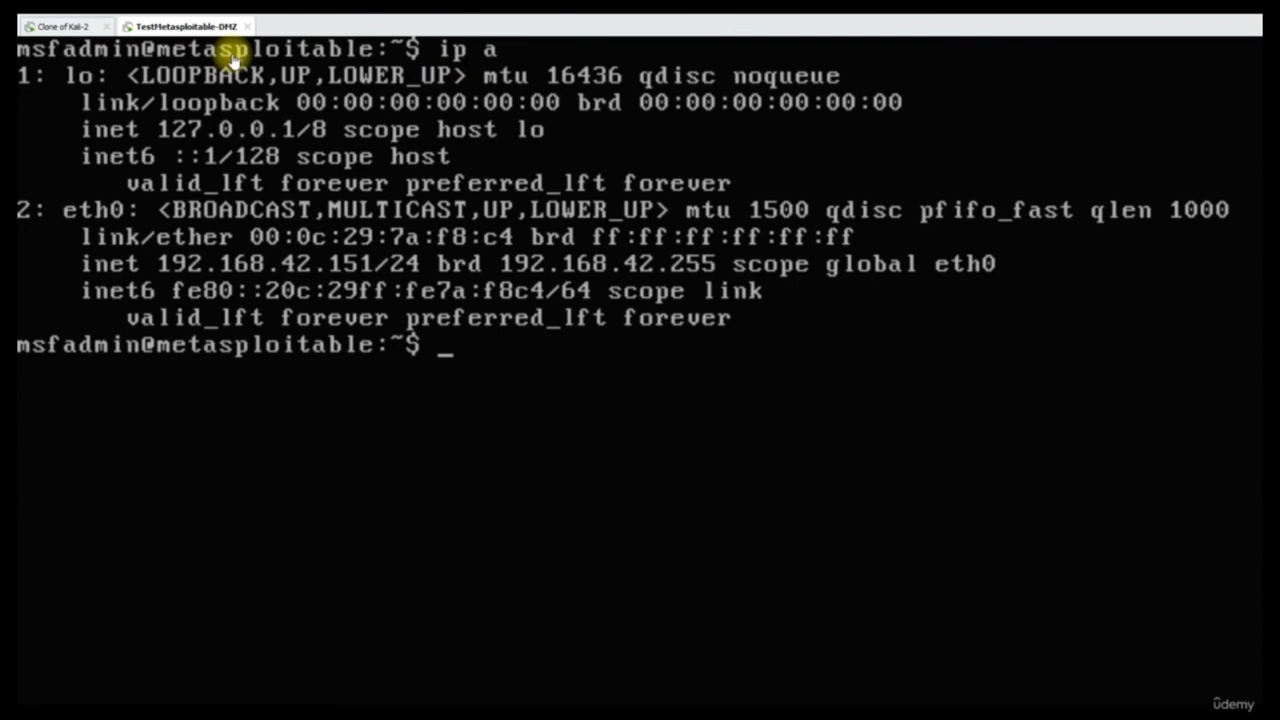 Clone of Kali-2
TestMetasploitable-DMZ
msfadmin@metasploitable:~$ ip a
1: lo: <LOOPBACK,UP,LOWER_UP> mtu 16436 qdisc noqueue
link/loopback 00:00:00:00:00:00 brd 00:00:00:00:00:00
inet 127.0.0.1/8 scope host lo
inet6 ::1/128 scope host
valid_lft forever preferred_lft forever
2: eth0: <BROADCAST,MULTICAST,UP,LOWER_UP> mtu 1500 qdisc pfifo_fast qlen 1000
link/ether 00:0c:29:7a:f8:c4 brd ff:ff:ff:ff:ff:ff
inet 192.168.42.151/24 brd 192.168.42.255 scope global eth0
inet6 fe80::20c:29ff:fe7a:f8c4/64 scope link
valid_lft forever preferred_lft forever
msfadmin@metasploitable:~$ _
ûdemy